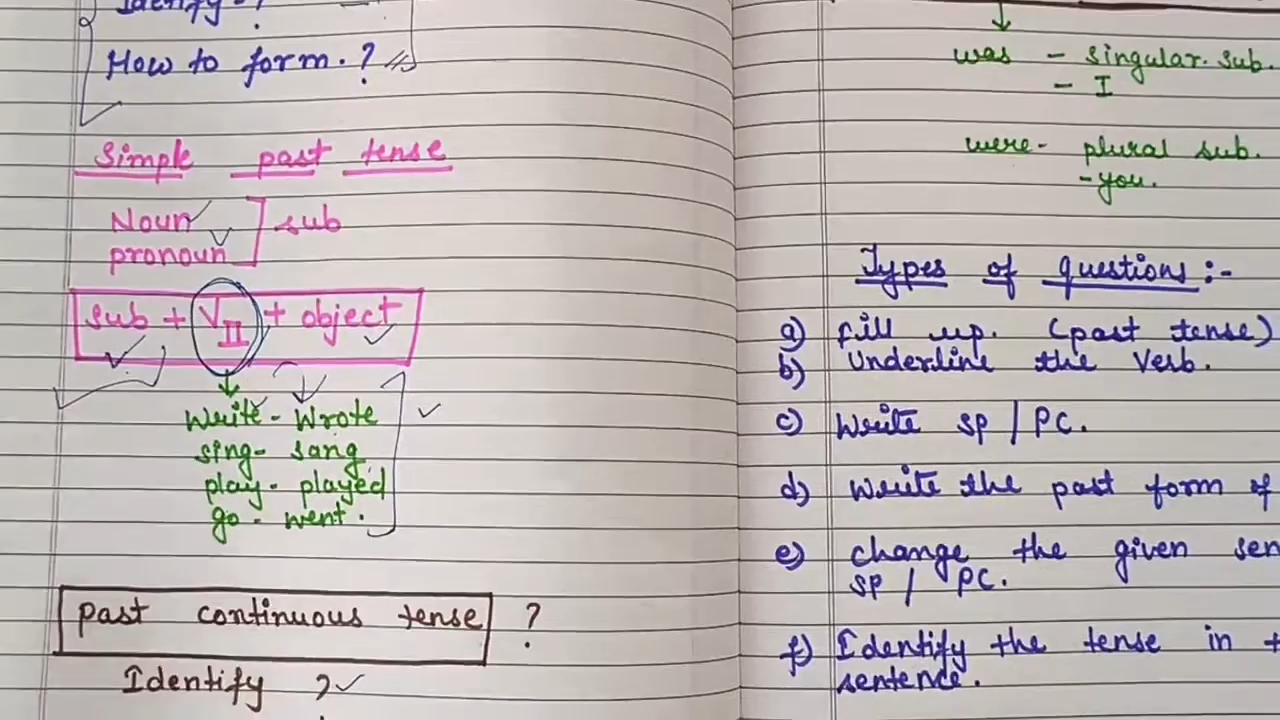 Identify - ?
How to form. ?
Simple past tense
Noun
pronoun
sub
sub + VII + object
Write - Wrote
sing - sang
play - played
go - went.
Past continuous tense ?
Identify ?
was - singular sub.
- I
were - plural sub.
- you.
Types of questions :-
a) fill up. (past tense)
b) Underline the Verb.
c) Write SP / PC.
d) Write the past form of
e) change the given sen
SP / PC.
f) Identify the tense in t
sentence.